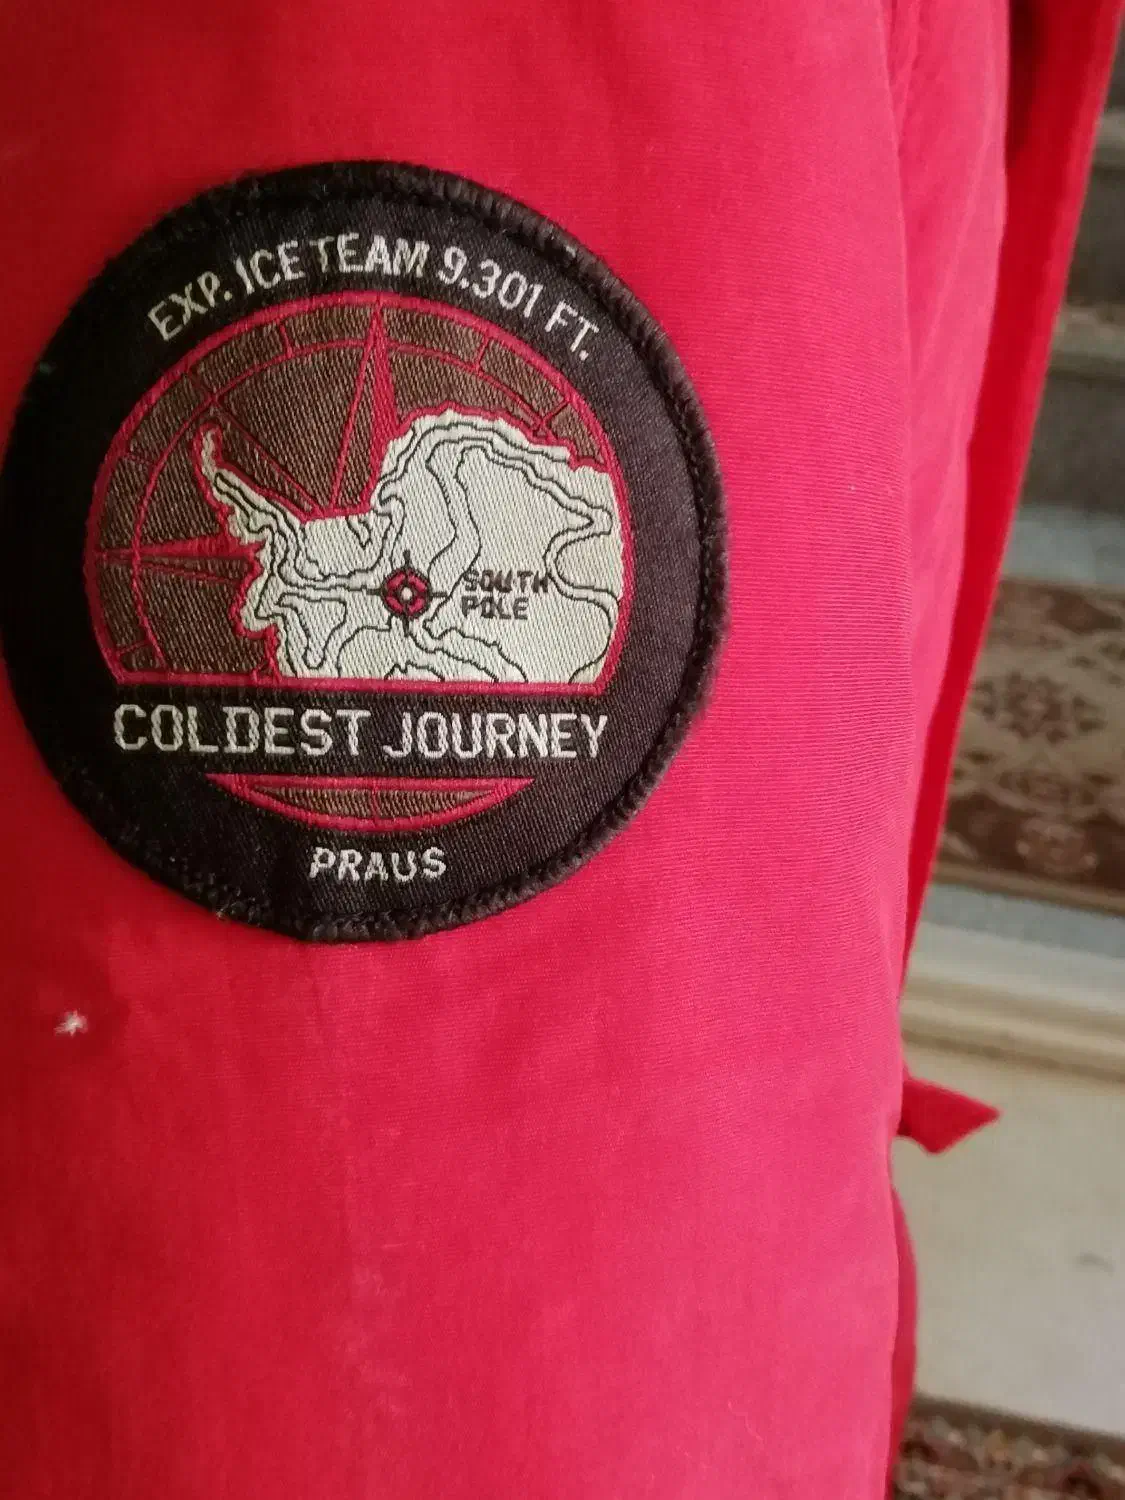 EXP. ICE TEAM 9.301 FT.
SOUTH
POLE
COLDEST JOURNEY
PRAUS